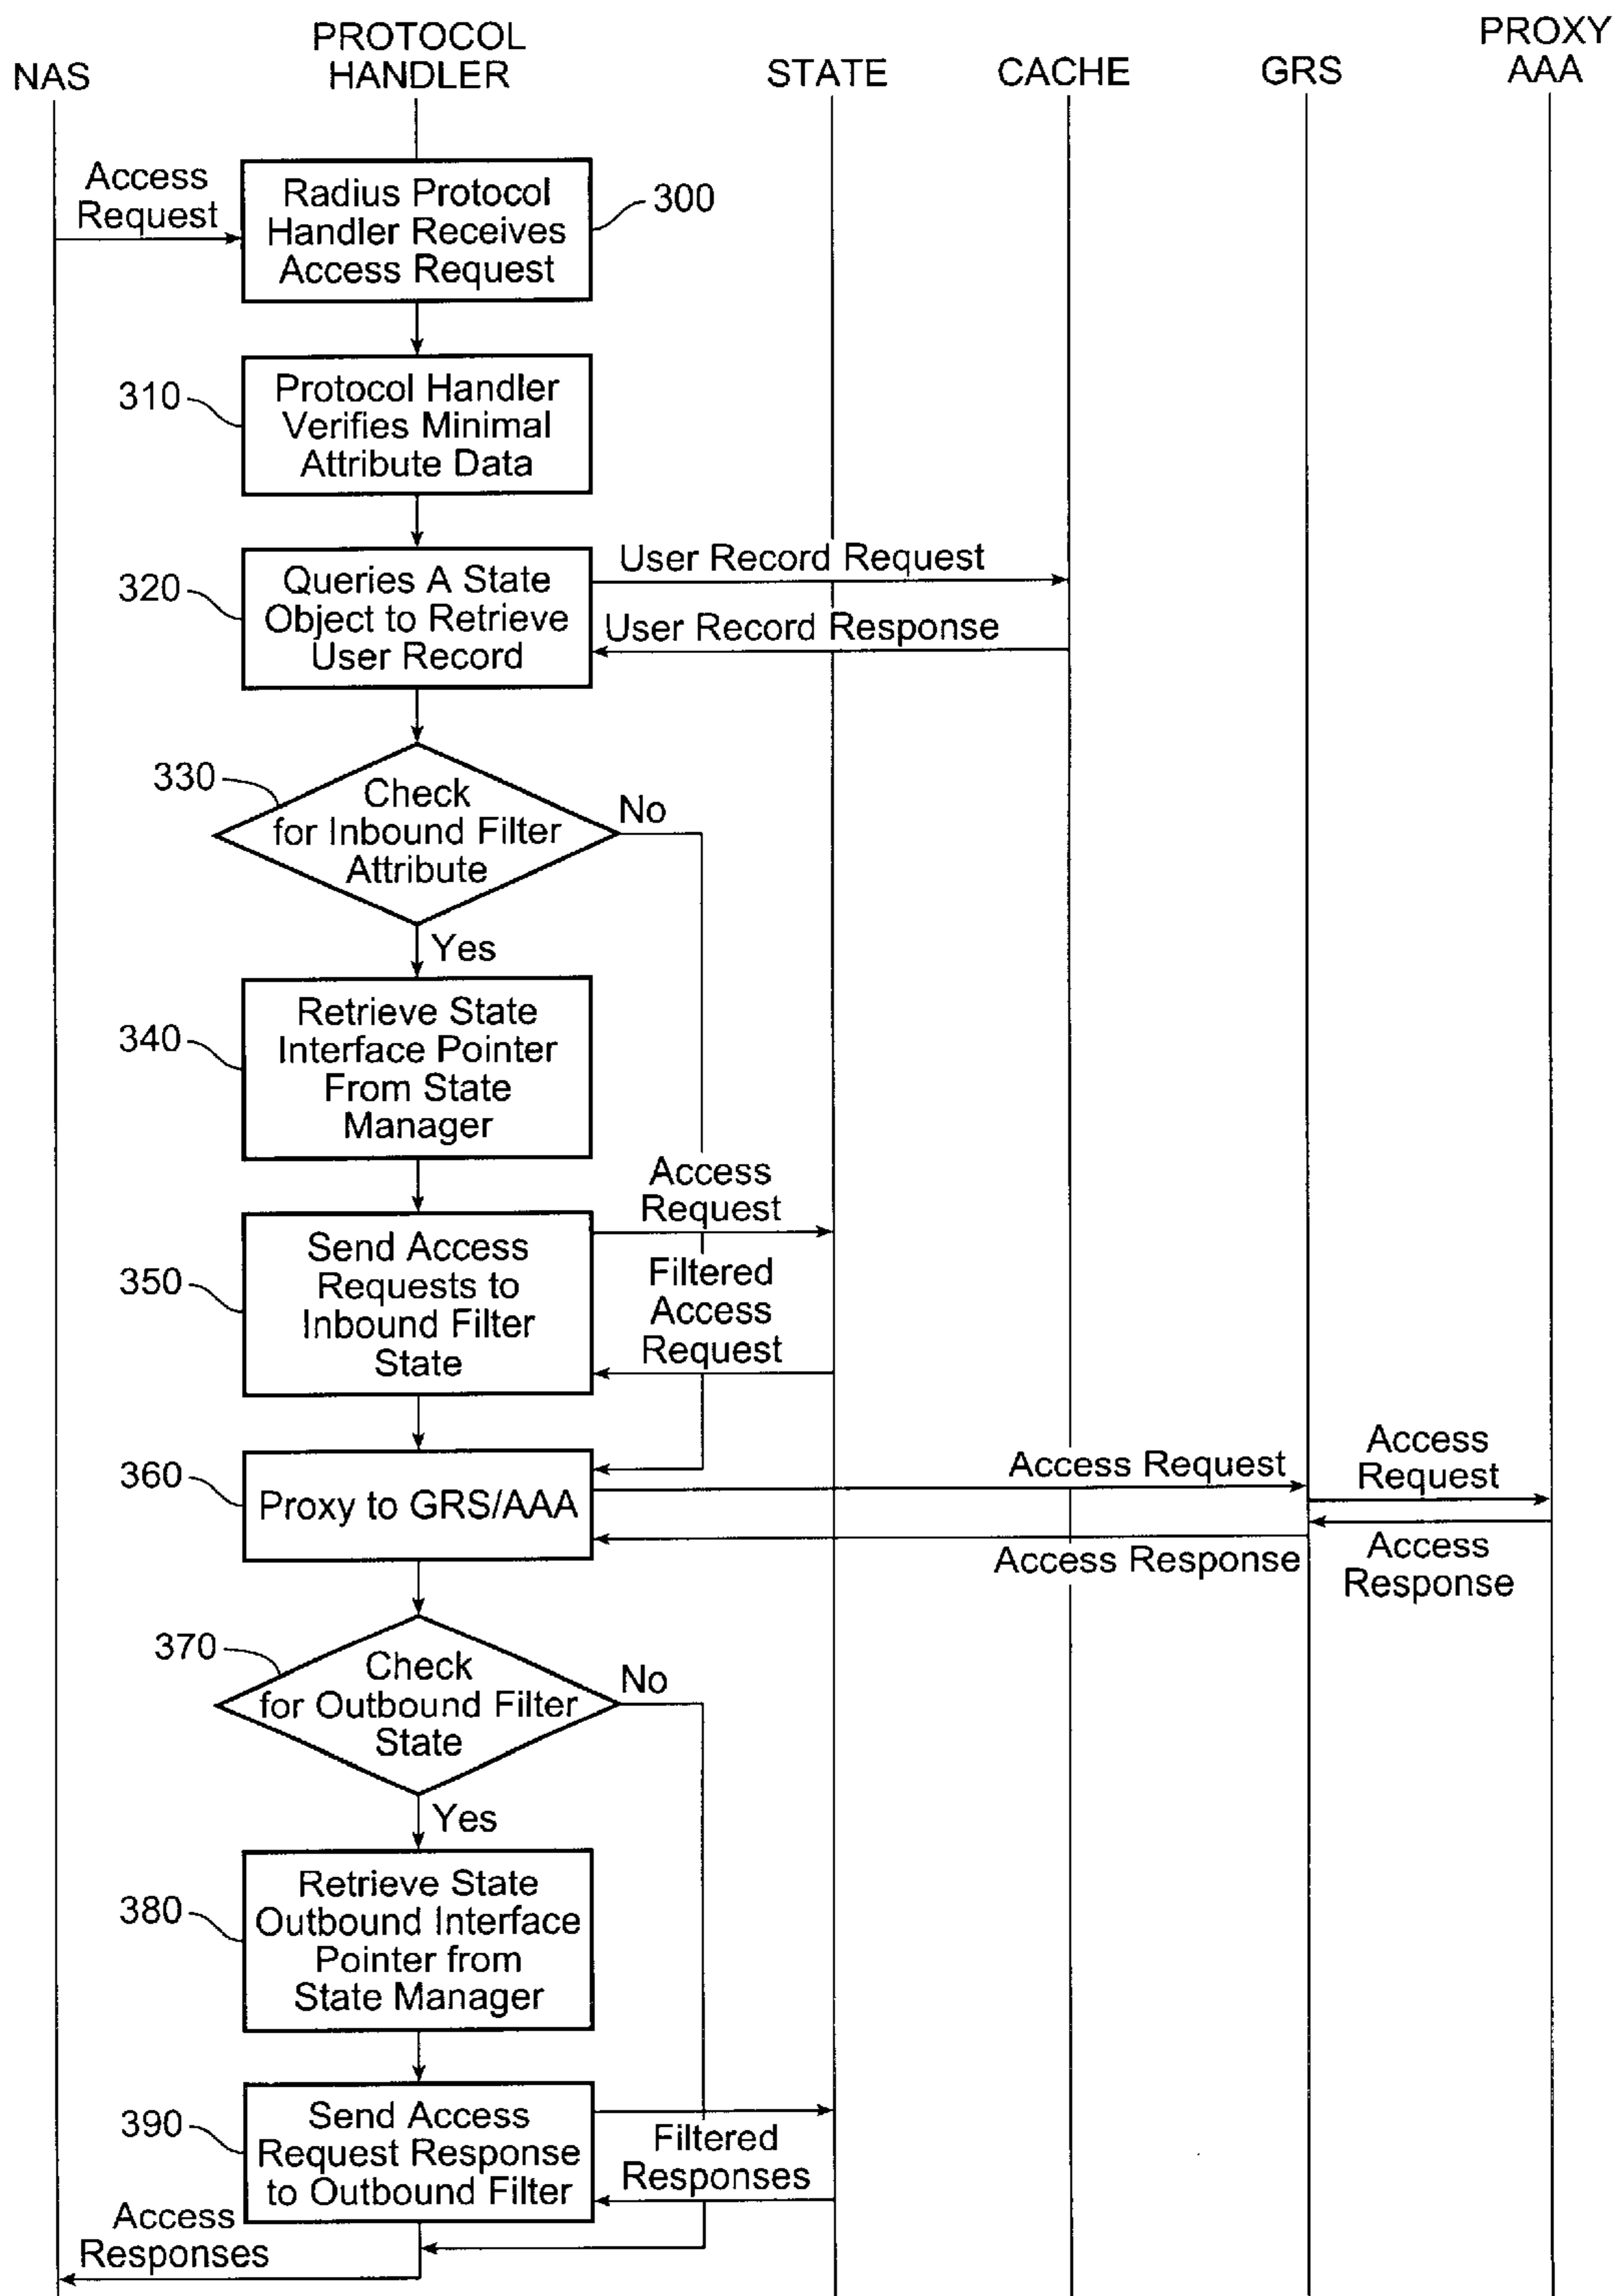 NAS
PROTOCOL
HANDLER
STATE
CACHE
GRS
PROXY
AAA
Access
Request
Radius Protocol
Handler Receives
Access Request
300
310
Protocol Handler
Verifies Minimal
Attribute Data
320
Queries A State
Object to Retrieve
User Record
User Record Request
User Record Response
330
Check
for Inbound Filter
Attribute
No
Yes
340
Retrieve State
Interface Pointer
From State
Manager
350
Send Access
Requests to
Inbound Filter
State
Access
Request
Filtered
Access
Request
360
Proxy to GRS/AAA
Access Request
Access
Request
Access Response
Access
Response
370
Check
for Outbound Filter
State
No
Yes
380
Retrieve State
Outbound Interface
Pointer from
State Manager
390
Send Access
Request Response
to Outbound Filter
Filtered
Responses
Access
Responses